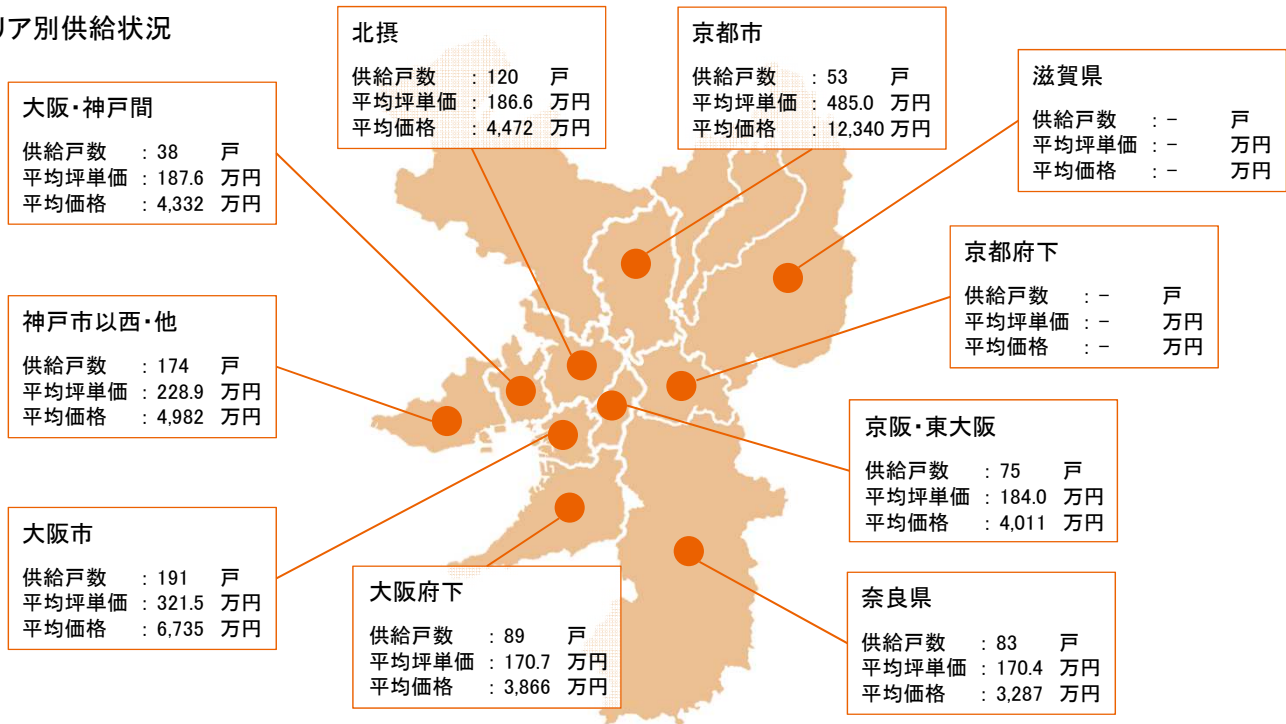 リア別供給状況
北摂
供給戸数 : 120 戸
平均坪単価 : 186.6 万円
平均価格 : 4,472 万円
京都市
供給戸数 : 53 戸
平均坪単価 : 485.0 万円
平均価格 : 12,340 万円
滋賀県
供給戸数 : － 戸
平均坪単価 : － 万円
平均価格 : － 万円
大阪・神戸間
供給戸数 : 38 戸
平均坪単価 : 187.6 万円
平均価格 : 4,332 万円
京都府下
供給戸数 : － 戸
平均坪単価 : － 万円
平均価格 : － 万円
神戸市以西・他
供給戸数 : 174 戸
平均坪単価 : 228.9 万円
平均価格 : 4,982 万円
京阪・東大阪
供給戸数 : 75 戸
平均坪単価 : 184.0 万円
平均価格 : 4,011 万円
大阪市
供給戸数 : 191 戸
平均坪単価 : 321.5 万円
平均価格 : 6,735 万円
大阪府下
供給戸数 : 89 戸
平均坪単価 : 170.7 万円
平均価格 : 3,866 万円
奈良県
供給戸数 : 83 戸
平均坪単価 : 170.4 万円
平均価格 : 3,287 万円